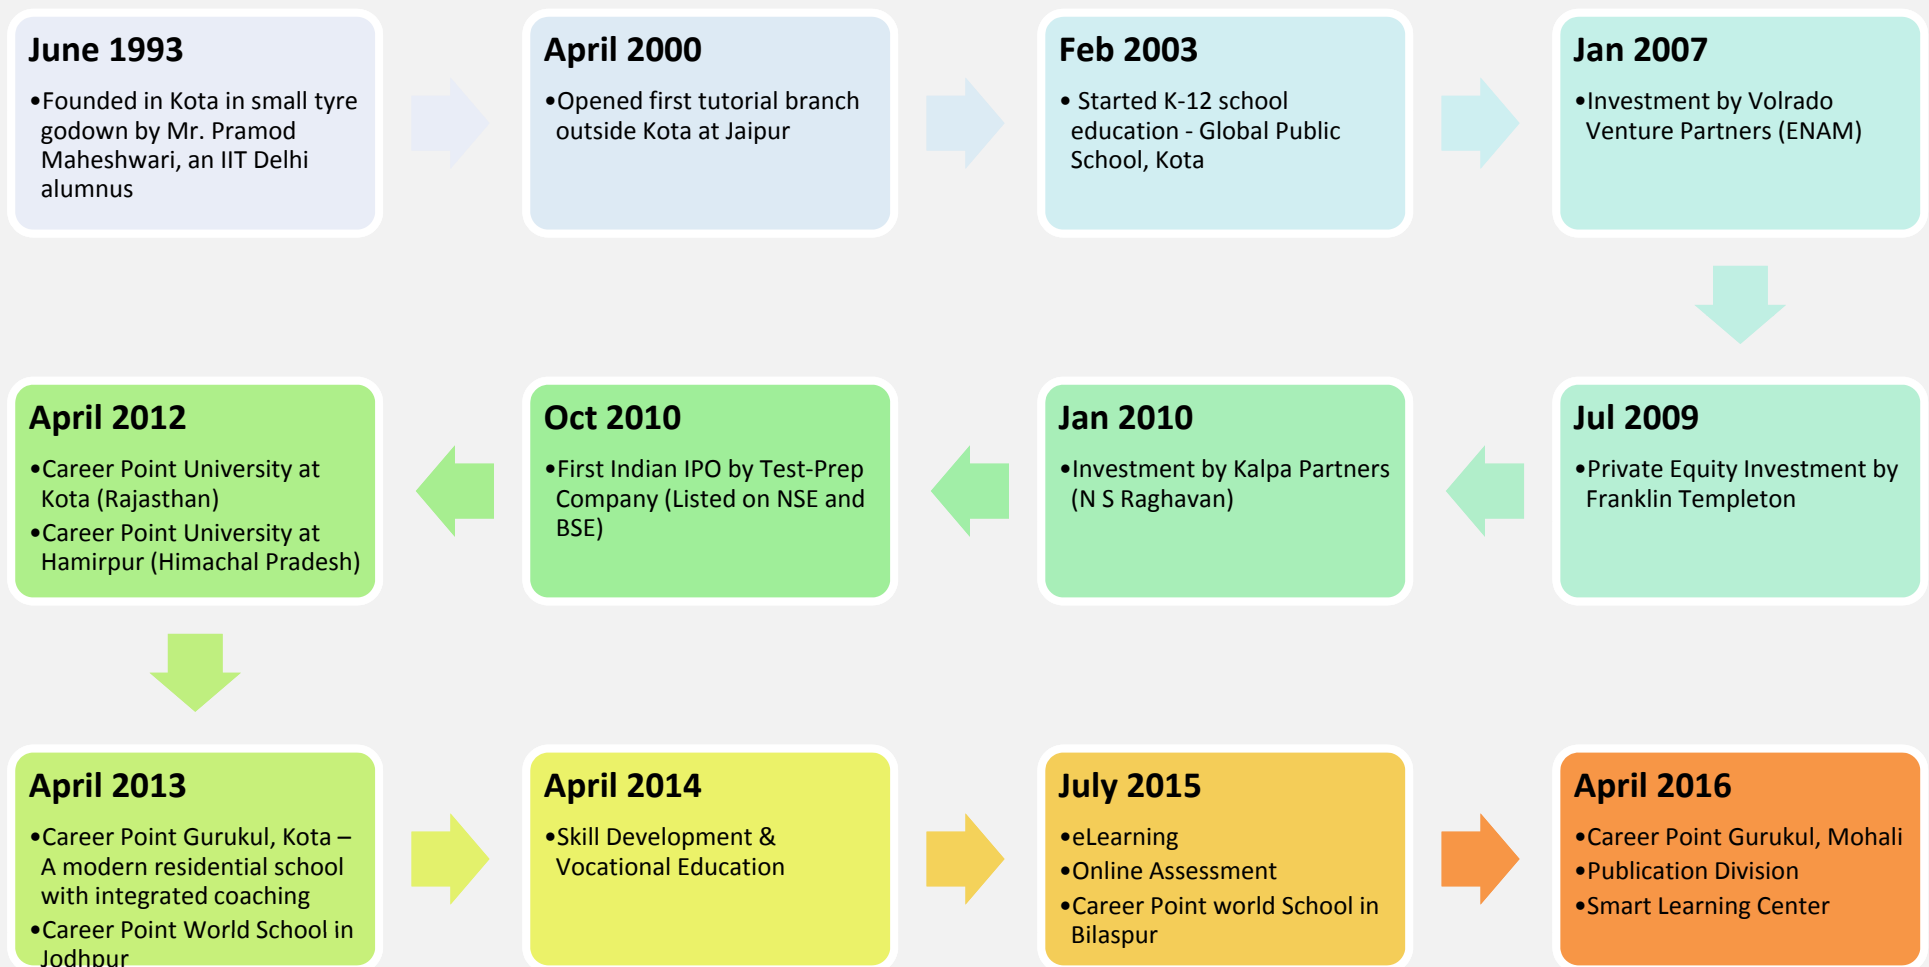 June 1993
•Founded in Kota in small tyre
godown by Mr. Pramod
Maheshwari, an IIT Delhi
alumnus
April 2000
•Opened first tutorial branch
outside Kota at Jaipur
Feb 2003
• Started K-12 school
education - Global Public
School, Kota
Jan 2007
•Investment by Volrado
Venture Partners (ENAM)
Jul 2009
•Private Equity Investment by
Franklin Templeton
Jan 2010
•Investment by Kalpa Partners
(N S Raghavan)
Oct 2010
•First Indian IPO by Test-Prep
Company (Listed on NSE and
BSE)
April 2012
•Career Point University at
Kota (Rajasthan)
•Career Point University at
Hamirpur (Himachal Pradesh)
April 2013
•Career Point Gurukul, Kota –
A modern residential school
with integrated coaching
•Career Point World School in
Jodhpur
April 2014
•Skill Development &
Vocational Education
July 2015
•eLearning
•Online Assessment
•Career Point world School in
Bilaspur
April 2016
•Career Point Gurukul, Mohali
•Publication Division
•Smart Learning Center